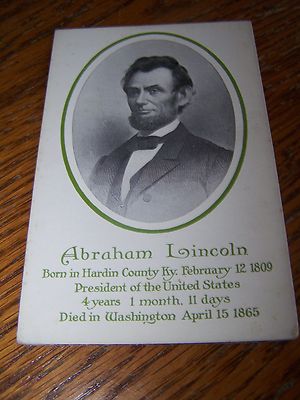 Abraham Lincoln
Born in Hardin County Ky. February 12 1809
President of the United States
4 years 1 month, 11 days
Died in Washington April 15 1865